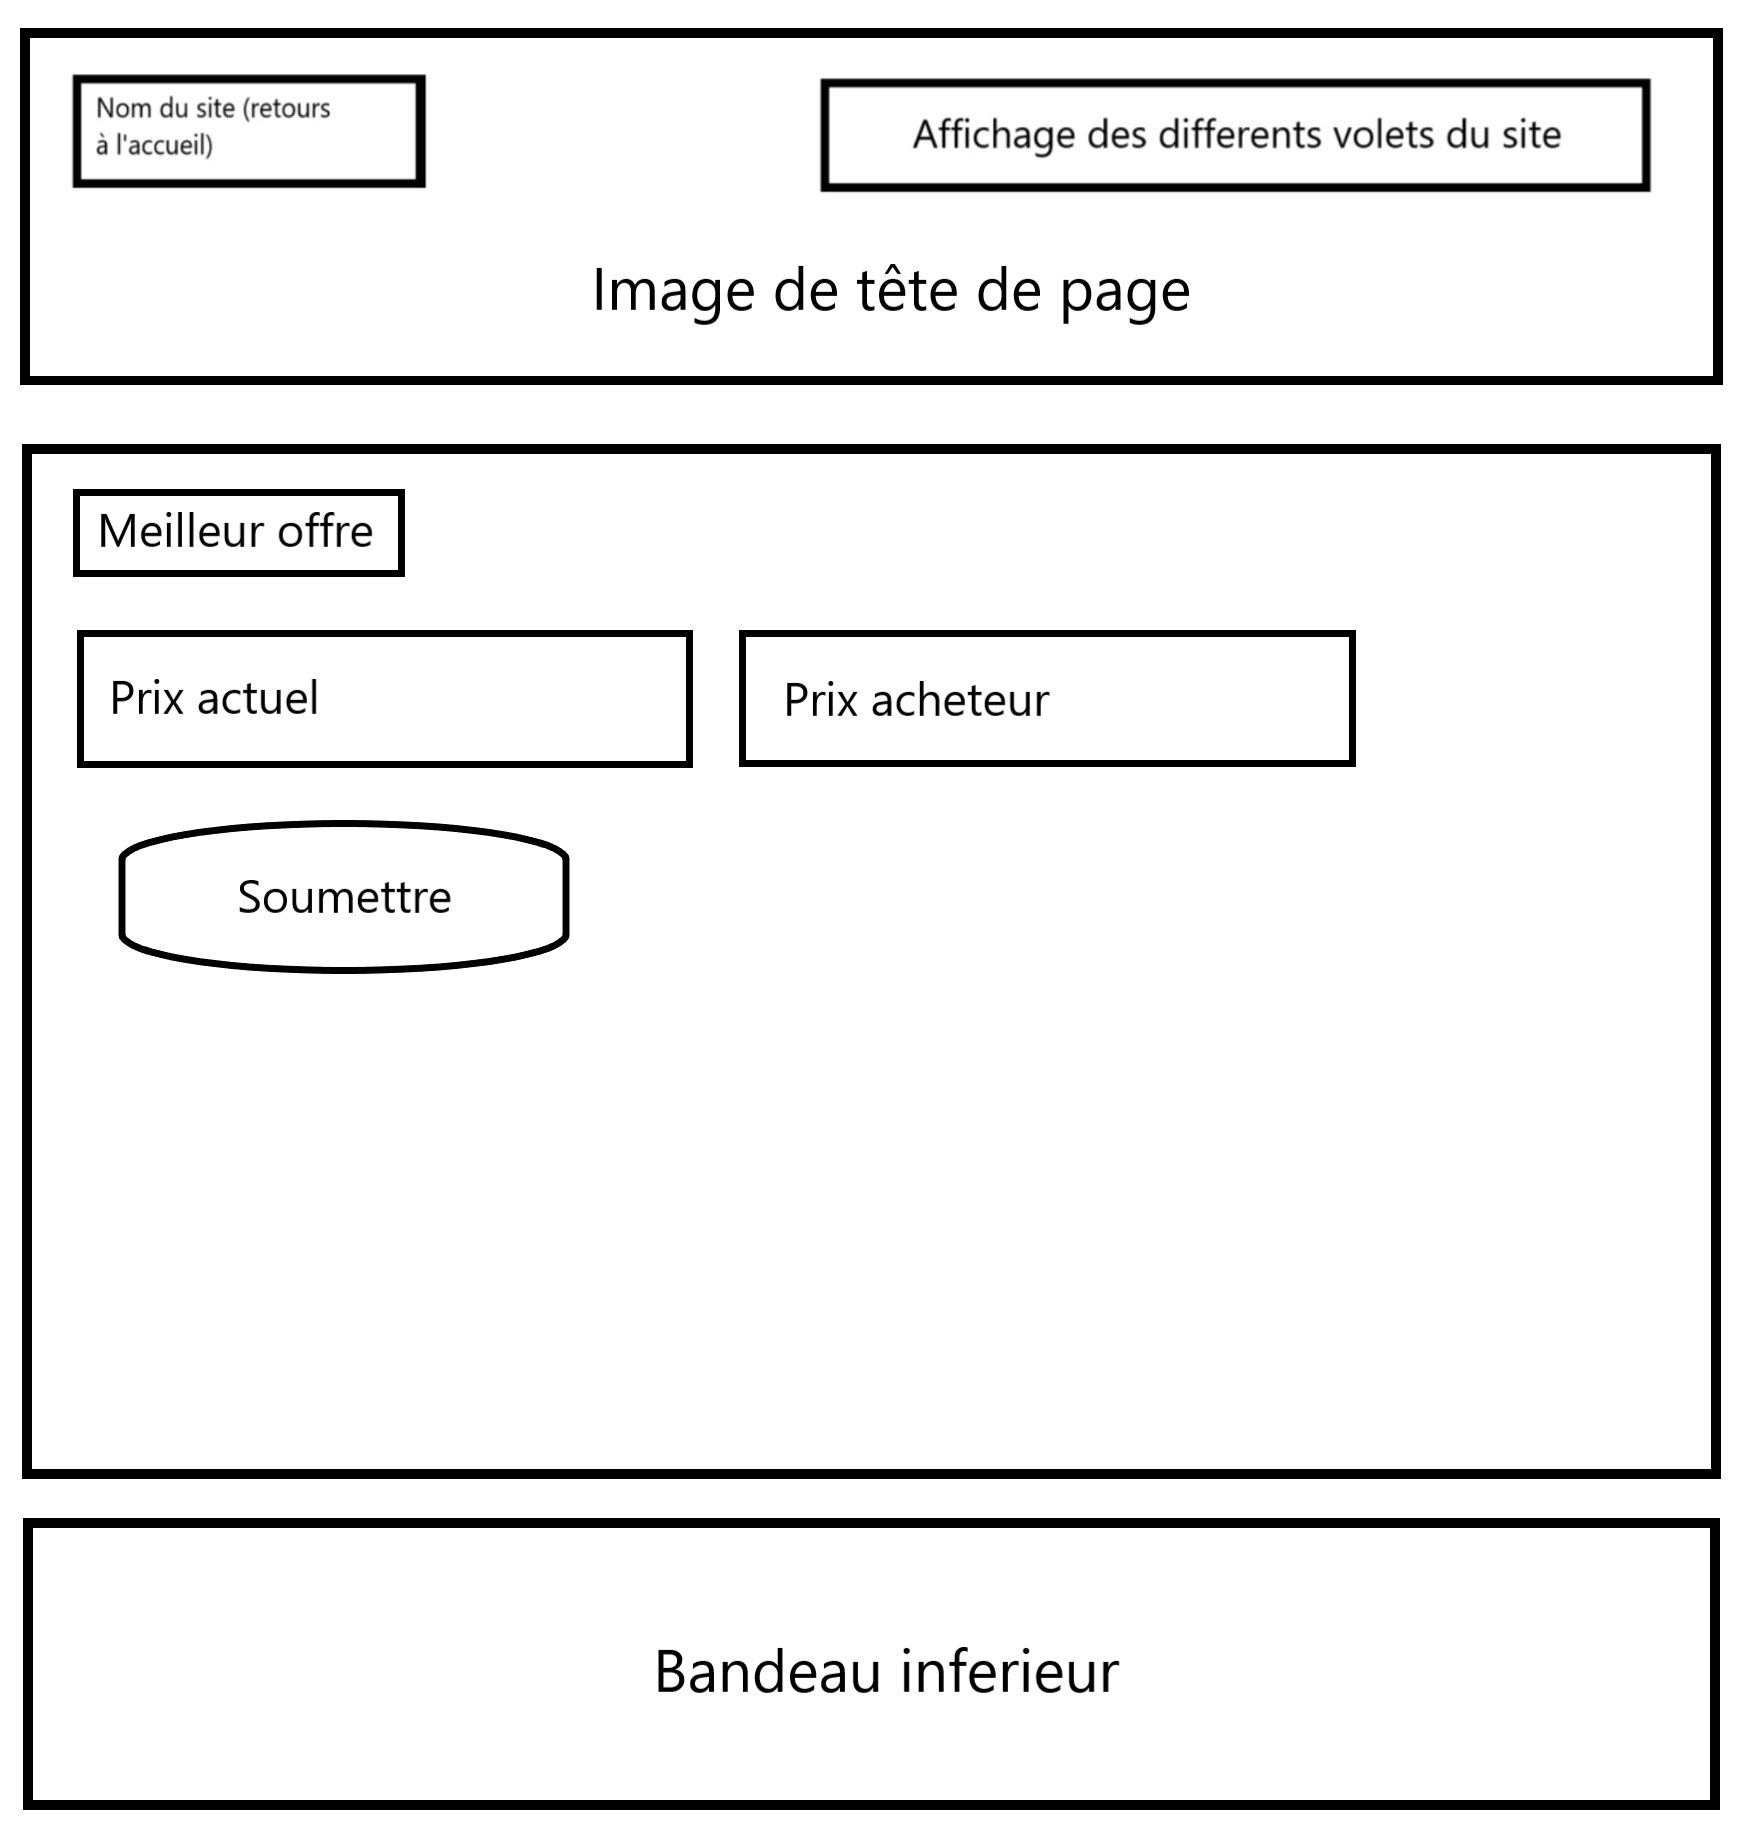 Nom du site (retours
à l'accueil)
Affichage des differents volets du site
Image de tête de page
Meilleur offre
Prix actuel
Prix acheteur
Soumettre
Bandeau inferieur